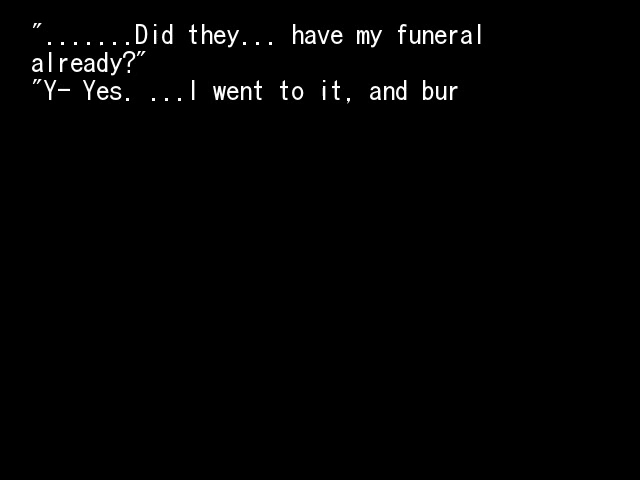 ".......Did they... have my funeral
already?"
"Y- Yes. ...I went to it, and bur